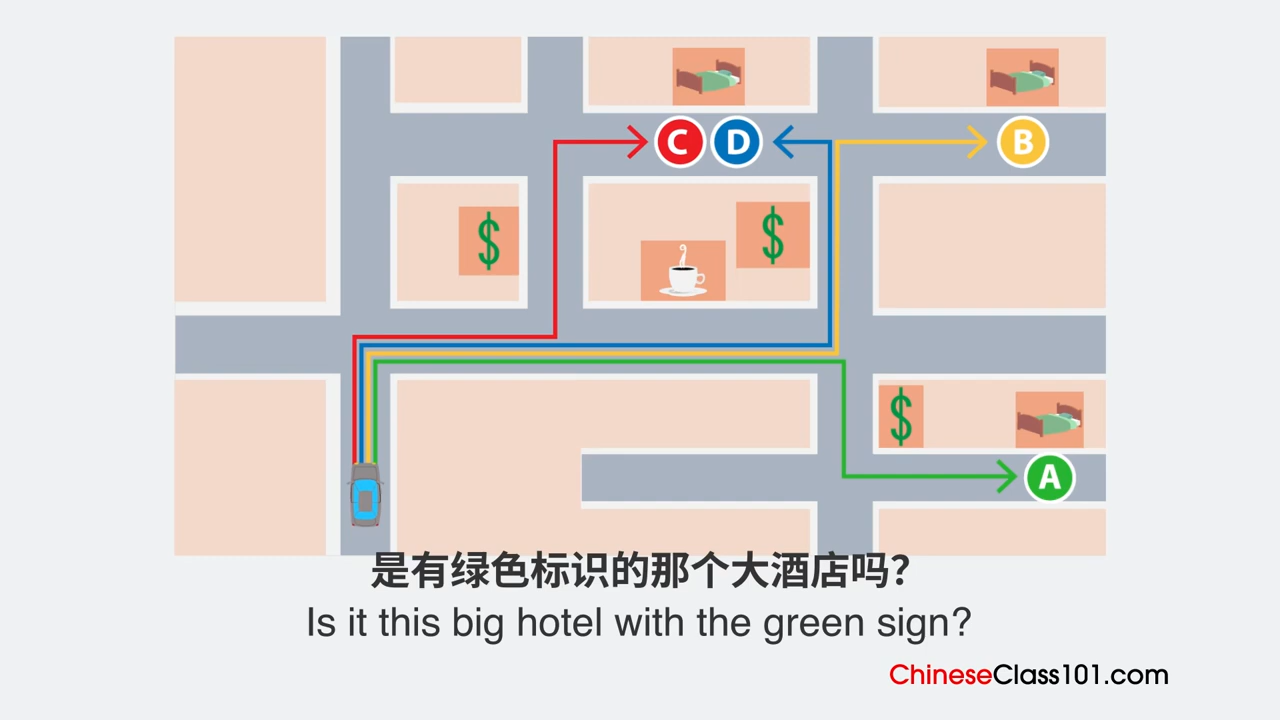 C D B
$ $
$
A
是有绿色标识的那个大酒店吗?
Is it this big hotel with the green sign?
ChineseClass101.com